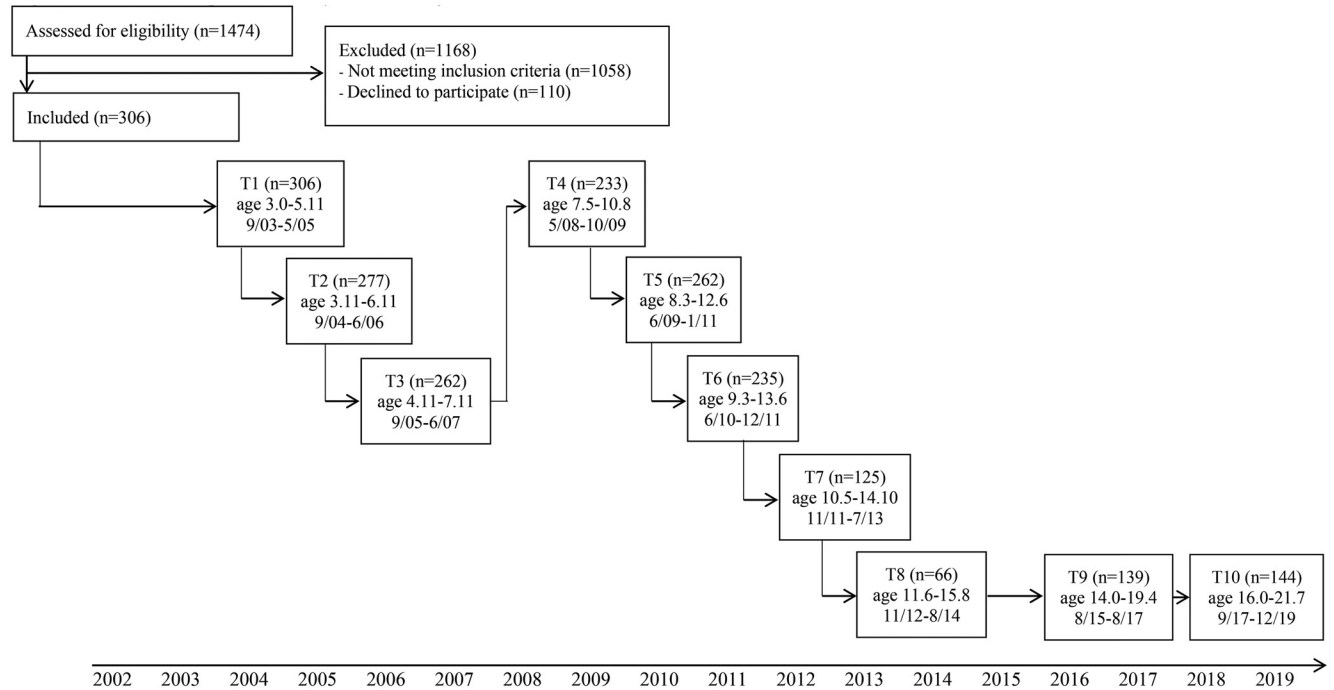 Assessed for eligibility (n=1474)
Excluded (n=1168)
- Not meeting inclusion criteria (n=1058)
- Declined to participate (n=110)
Included (n=306)
T1 (n=306)
age 3.0-5.11
9/03-5/05
T2 (n=277)
age 3.11-6.11
9/04-6/06
T3 (n=262)
age 4.11-7.11
9/05-6/07
T4 (n=233)
age 7.5-10.8
5/08-10/09
T5 (n=262)
age 8.3-12.6
6/09-1/11
T6 (n=235)
age 9.3-13.6
6/10-12/11
T7 (n=125)
age 10.5-14.10
11/11-7/13
T8 (n=66)
age 11.6-15.8
11/12-8/14
T9 (n=139)
age 14.0-19.4
8/15-8/17
T10 (n=144)
age 16.0-21.7
9/17-12/19
2002 2003 2004 2005 2006 2007 2008 2009 2010 2011 2012 2013 2014 2015 2016 2017 2018 2019